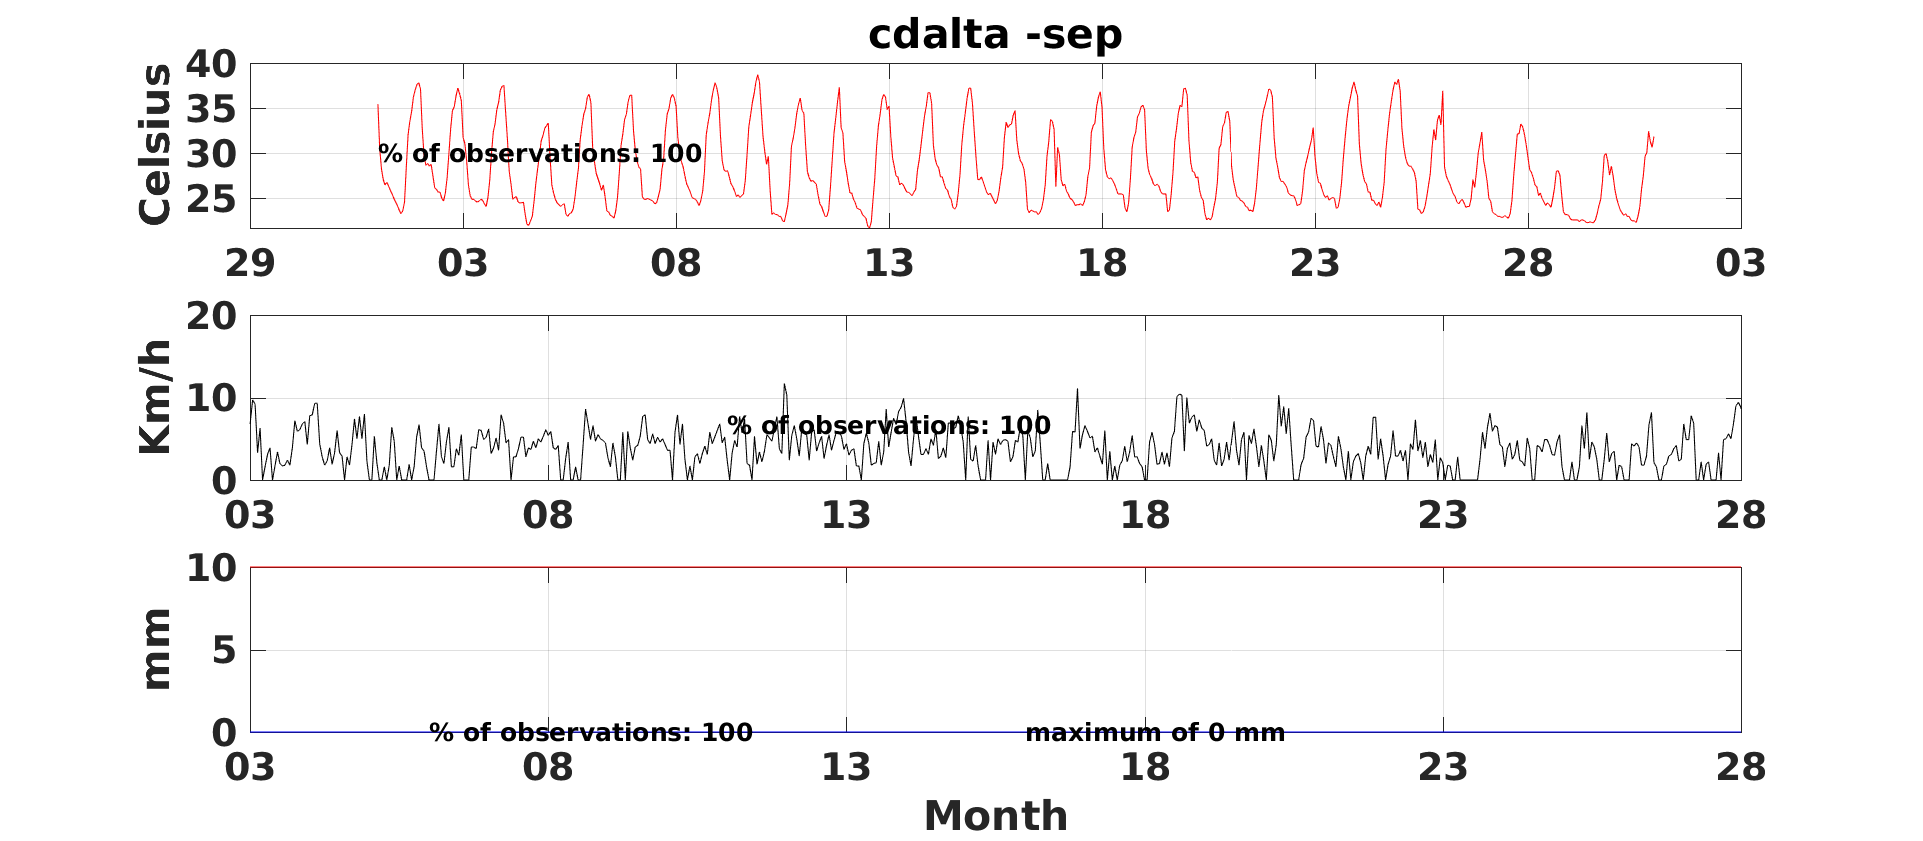 cdalta -sep
Celsius
40
35
30
25
% of observations: 100
29 03 08 13 18 23 28 03
Km/h
20
10
0
% of observations: 100
03 08 13 18 23 28
mm
10
5
0
% of observations: 100 maximum of 0 mm
03 08 13 18 23 28
Month